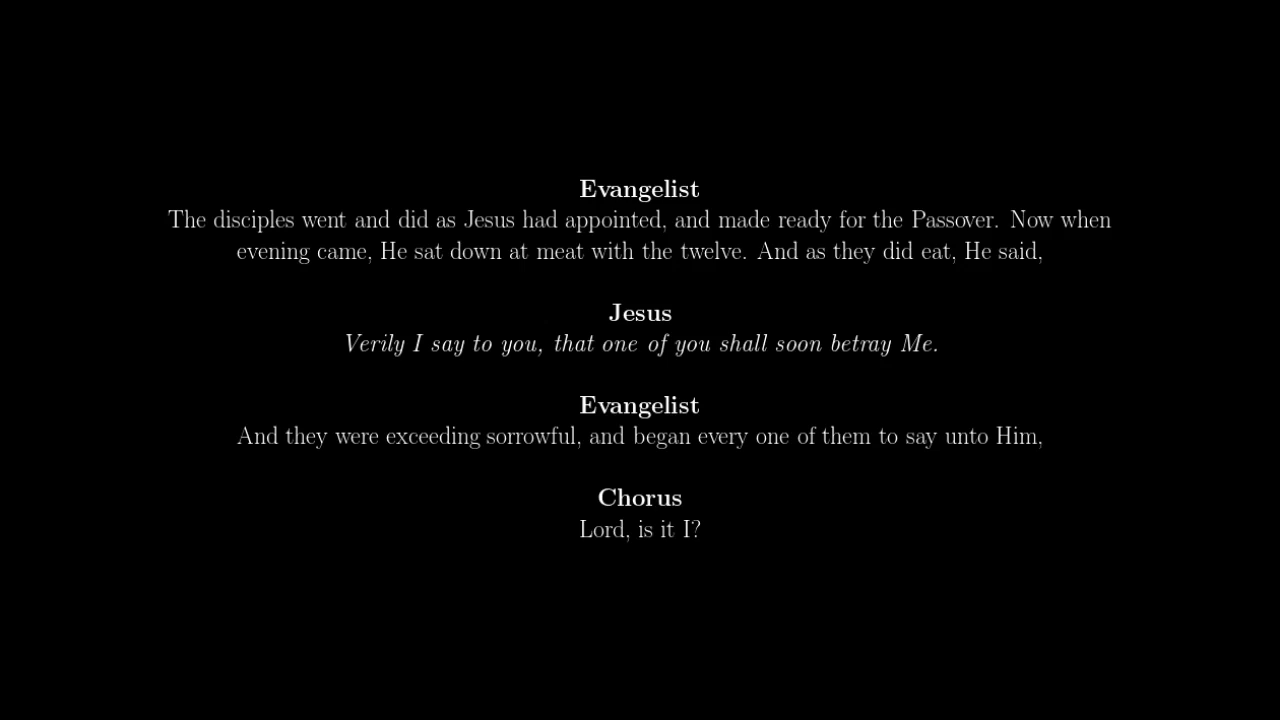 Evangelist
The disciples went and did as Jesus had appointed, and made ready for the Passover. Now when
evening came, He sat down at meat with the twelve. And as they did eat, He said,
Jesus
Verily I say to you, that one of you shall soon betray Me.
Evangelist
And they were exceeding sorrowful, and began every one of them to say unto Him,
Chorus
Lord, is it I?